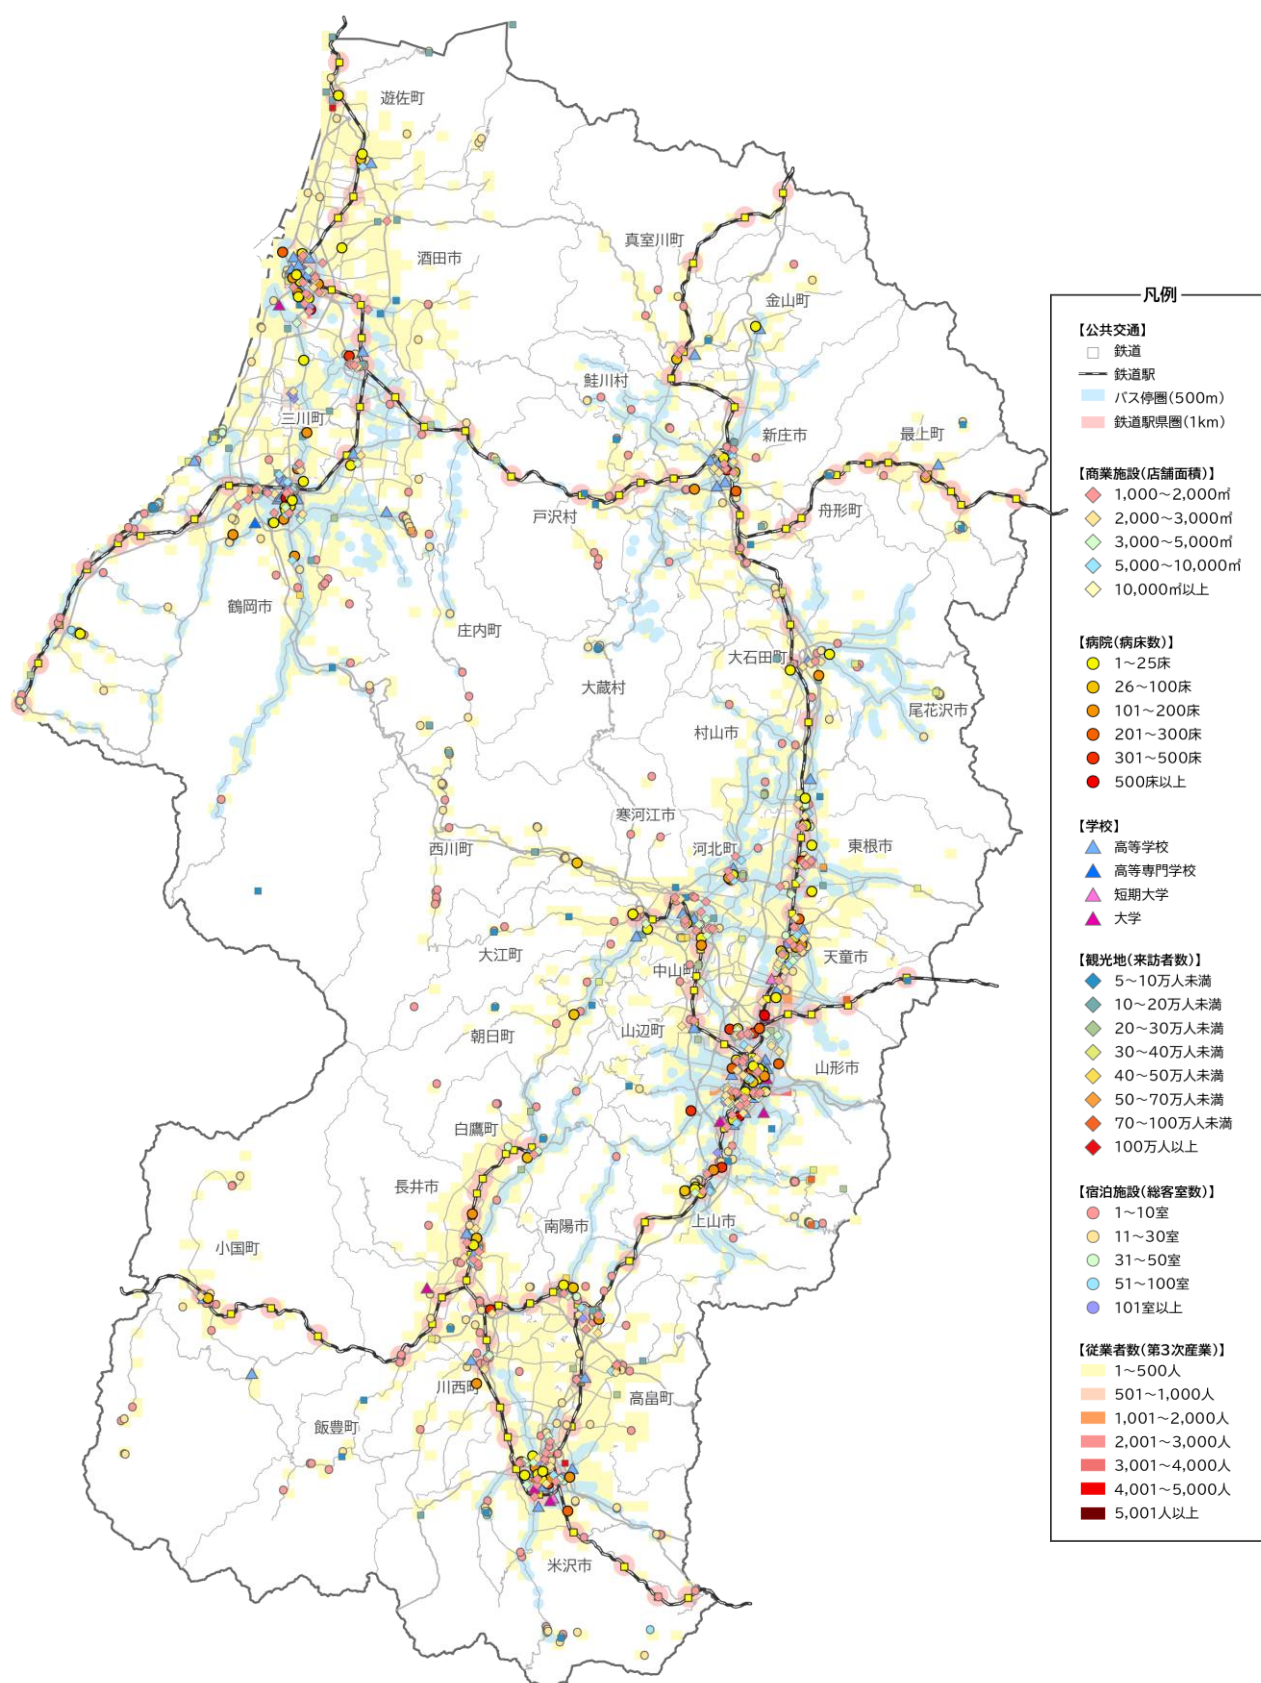 遊佐町
酒田市
真室川町
金山町
鮭川村
三川町
新庄市
最上町
戸沢村
舟形町
鶴岡市
庄内町
大石田町
大蔵村
尾花沢市
村山市
寒河江市
西川町
河北町
東根市
大江町
中山町
天童市
朝日町
山辺町
山形市
白鷹町
長井市
南陽市
上山市
小国町
川西町
高畠町
飯豊町
米沢市
凡例
【公共交通】
鉄道
鉄道駅
バス停圏(500m)
鉄道駅県圏(1km)
【商業施設(店舗面積)】
1,000～2,000㎡
2,000～3,000㎡
3,000～5,000㎡
5,000～10,000㎡
10,000㎡以上
【病院(病床数)】
1～25床
26～100床
101～200床
201～300床
301～500床
500床以上
【学校】
高等学校
高等専門学校
短期大学
大学
【観光地(来訪者数)】
5～10万人未満
10～20万人未満
20～30万人未満
30～40万人未満
40～50万人未満
50～70万人未満
70～100万人未満
100万人以上
【宿泊施設(総客室数)】
1～10室
11～30室
31～50室
51～100室
101室以上
【従業者数(第3次産業)】
1～500人
501～1,000人
1,001～2,000人
2,001～3,000人
3,001～4,000人
4,001～5,000人
5,001人以上